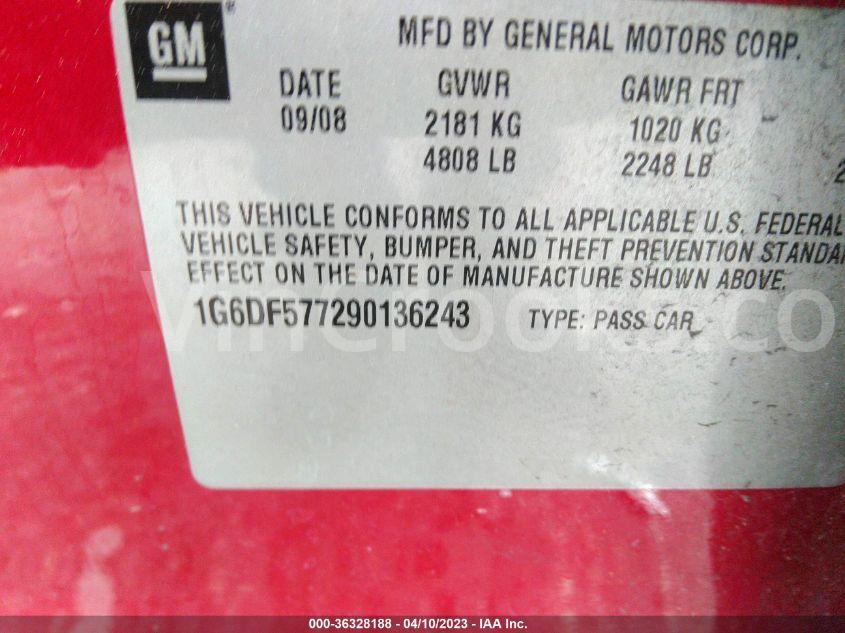 GM ®
MFD BY GENERAL MOTORS CORP.
DATE GVWR GAWR FRT
09/08 2181 KG 1020 KG
4808 LB 2248 LB 2
THIS VEHICLE CONFORMS TO ALL APPLICABLE U.S. FEDERAL
VEHICLE SAFETY, BUMPER, AND THEFT PREVENTION STANDA
EFFECT ON THE DATE OF MANUFACTURE SHOWN ABOVE.
1G6DF577290136243 TYPE: PASS CAR
000-36328188 - 04/10/2023 - IAA Inc.